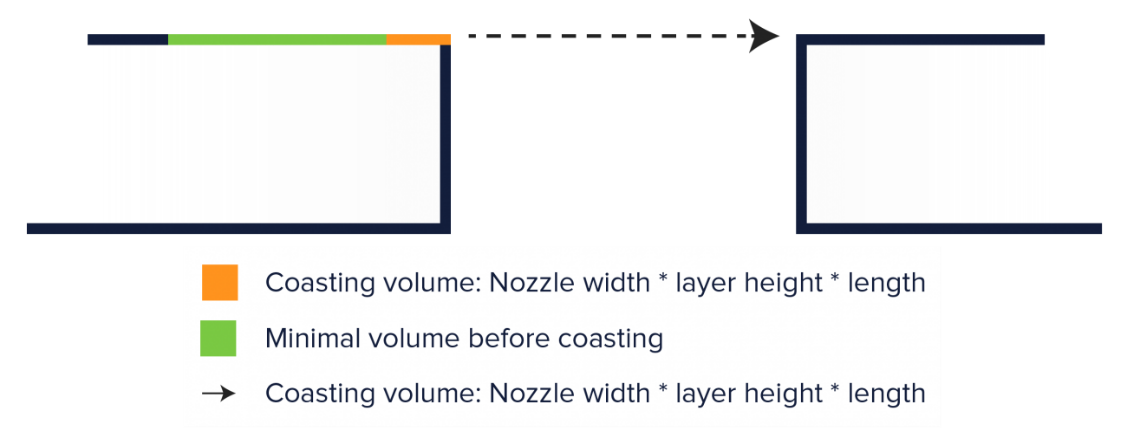 Coasting volume: Nozzle width * layer height * length
Minimal volume before coasting
Coasting volume: Nozzle width * layer height * length